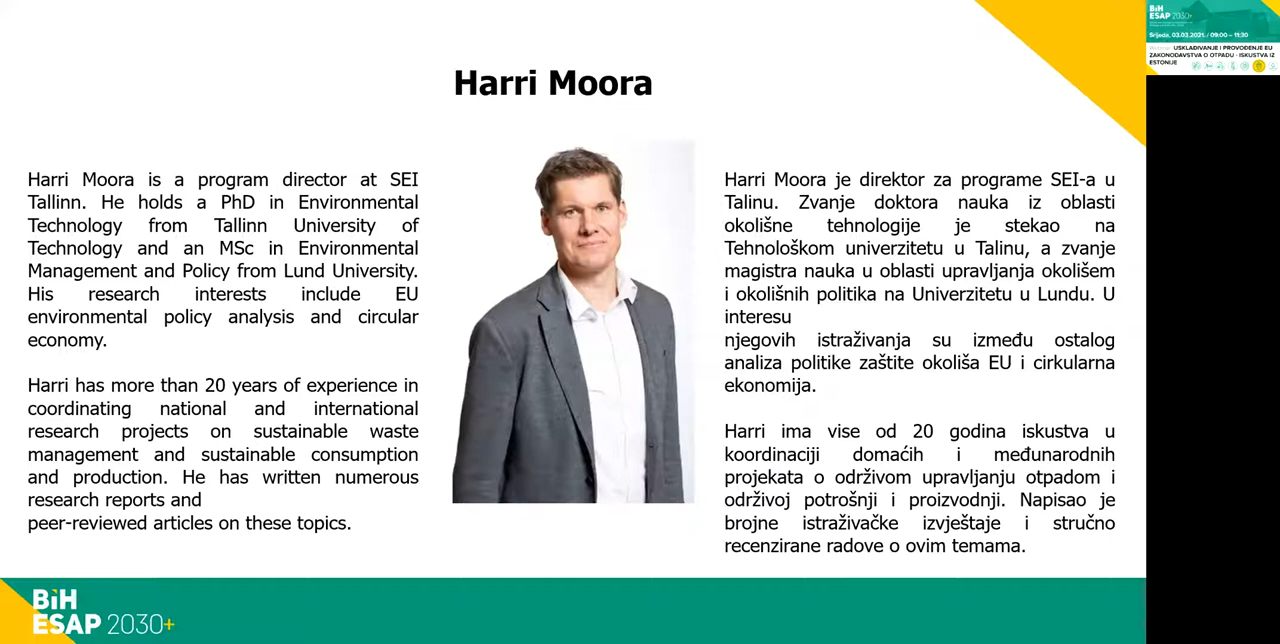 Harri Moora
Harri Moora is a program director at SEI
Tallinn. He holds a PhD in Environmental
Technology from Tallinn University of
Technology and an MSc in Environmental
Management and Policy from Lund University.
His research interests include EU
environmental policy analysis and circular
economy.
Harri has more than 20 years of experience in
coordinating national and international
research projects on sustainable waste
management and sustainable consumption
and production. He has written numerous
research reports and
peer-reviewed articles on these topics.
Harri Moora je direktor za programe SEI-a u
Talinu. Zvanje doktora nauka iz oblasti
okolišne tehnologije je stekao na
Tehnološkom univerzitetu u Talinu, a zvanje
magistra nauka u oblasti upravljanja okolišem
i okolišnih politika na Univerzitetu u Lundu. U
interesu
njegovih istraživanja su između ostalog
analiza politike zaštite okoliša EU i cirkularna
ekonomija.
Harri ima vise od 20 godina iskustva u
koordinaciji domaćih i međunarodnih
projekata o održivom upravljanju otpadom i
održivoj potrošnji i proizvodnji. Napisao je
brojne istraživačke izvještaje i stručno
recenzirane radove o ovim temama.
BiH
ESAP 2030+
BiH
ESAP 2030+
Srijeda, 03.03.2021. / 09:00 – 11:30
USKLAĐIVANJE I PROVOĐENJE EU
ZAKONODAVSTVA O OTPADU - ISKUSTVA IZ
ESTONIJE